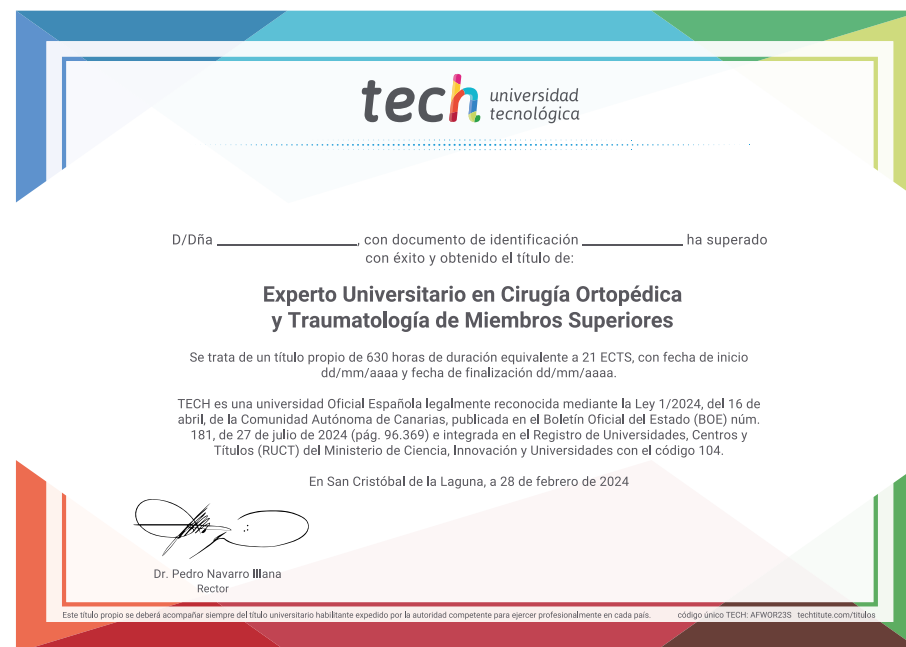 tech universidad
tecnológica
D/Dña ____________________, con documento de identificación ______________ ha superado
con éxito y obtenido el título de:
Experto Universitario en Cirugía Ortopédica
y Traumatología de Miembros Superiores
Se trata de un título propio de 630 horas de duración equivalente a 21 ECTS, con fecha de inicio
dd/mm/aaaa y fecha de finalización dd/mm/aaaa.
TECH es una universidad Oficial Española legalmente reconocida mediante la Ley 1/2024, del 16 de
abril, de la Comunidad Autónoma de Canarias, publicada en el Boletín Oficial del Estado (BOE) núm.
181, de 27 de julio de 2024 (pág. 96.369) e integrada en el Registro de Universidades, Centros y
Títulos (RUCT) del Ministerio de Ciencia, Innovación y Universidades con el código 104.
En San Cristóbal de la Laguna, a 28 de febrero de 2024
Dr. Pedro Navarro Illana
Rector
Este título propio se deberá acompañar siempre del título universitario habilitante expedido por la autoridad competente para ejercer profesionalmente en cada país. código único TECH: AFWOR23S techtitute.com/titulos